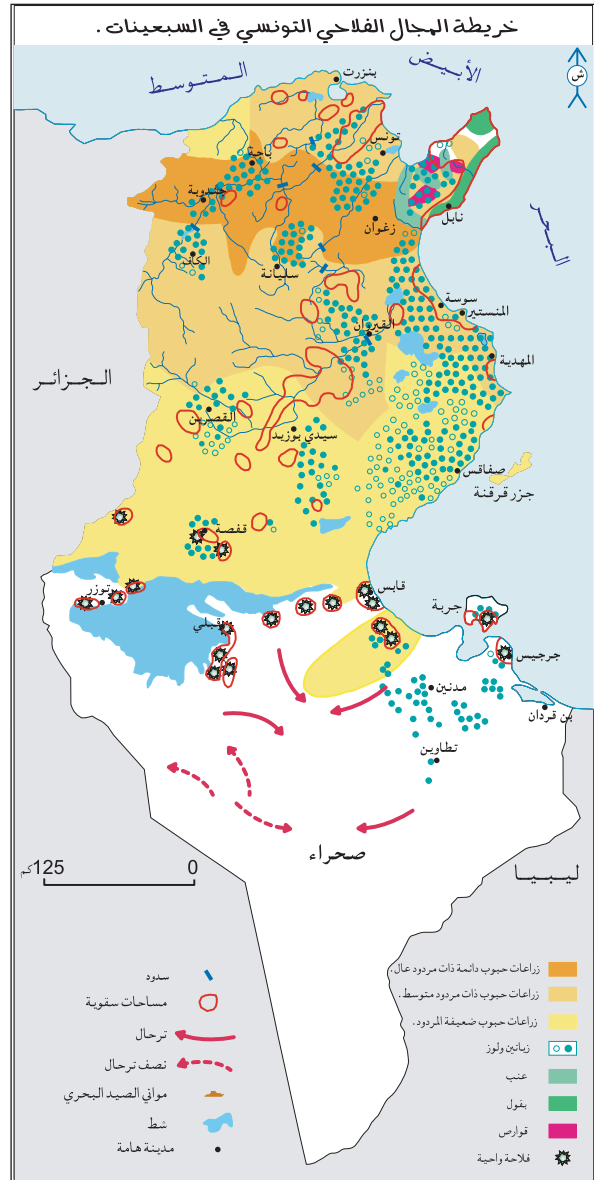 خريطة المجال الفلاحي التونسي في السبعينات .
الأبيض
المتوسط
البحر
ش
بنزرت
تونس
باجة
جندوبة
نابل
زغوان
الكاف
سليانة
سوسة
المنستير
القيروان
المهدية
الجزائر
القصرين
سيدي بوزيد
صفاقس
جزر قرقنة
قفصة
توزر
قابس
جربة
قبلي
جرجيس
مدنين
بن قردان
تطاوين
صحراء
ليبيا
125كم
0
زراعات حبوب دائمة ذات مردود عال.
زراعات حبوب ذات مردود متوسط.
زراعات حبوب ضعيفة المردود.
زياتين ولوز
عنب
بقول
قوارص
فلاحة واحية
سدود
مساحات سقوية
ترحال
نصف ترحال
مواني الصيد البحري
شط
مدينة هامة